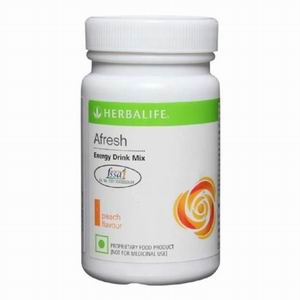 HERBALIFE
Afresh
Energy Drink Mix
fssai
peach
flavour
PROPRIETARY FOOD PRODUCT
(NOT FOR MEDICINAL USE)